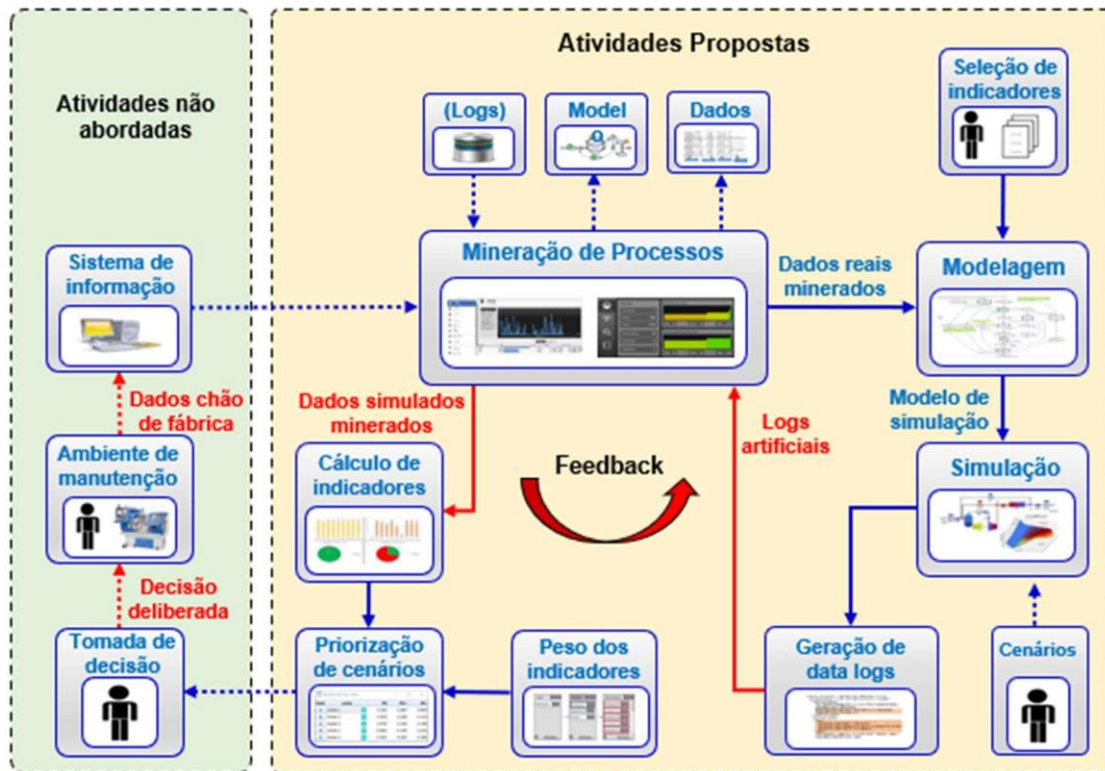 Atividades não
abordadas
Sistema de
informação
Dados chão
de fábrica
Ambiente de
manutenção
Decisão
deliberada
Tomada de
decisão
Atividades Propostas
(Logs)
Model
Dados
Seleção de
indicadores
Mineração de Processos
Dados reais
minerados
Modelagem
Dados simulados
minerados
Logs
artificiais
Modelo de
simulação
Cálculo de
indicadores
Feedback
Simulação
Priorização
de cenários
Peso dos
indicadores
Geração de
data logs
Cenários